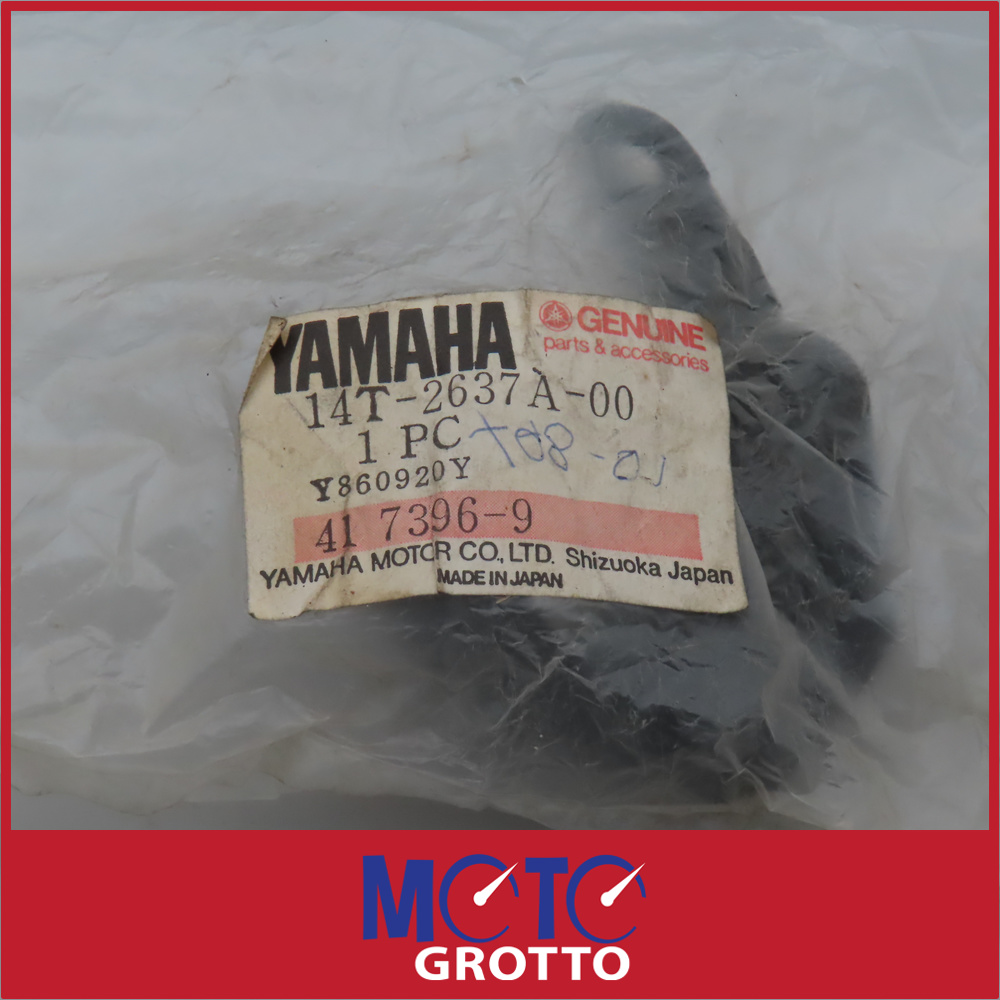 YAMAHA
GENUINE
parts & accessories
14T-2637A-00
1 PC
Y860920Y
41 7396-9
YAMAHA MOTOR CO., LTD. Shizuoka Japan
MADE IN JAPAN
MOTO
GROTTO